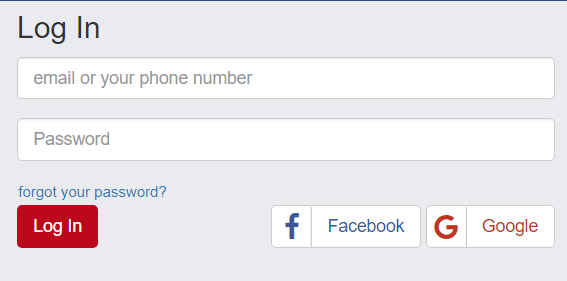 Log In
email or your phone number
Password
forgot your password?
Log In Facebook Google